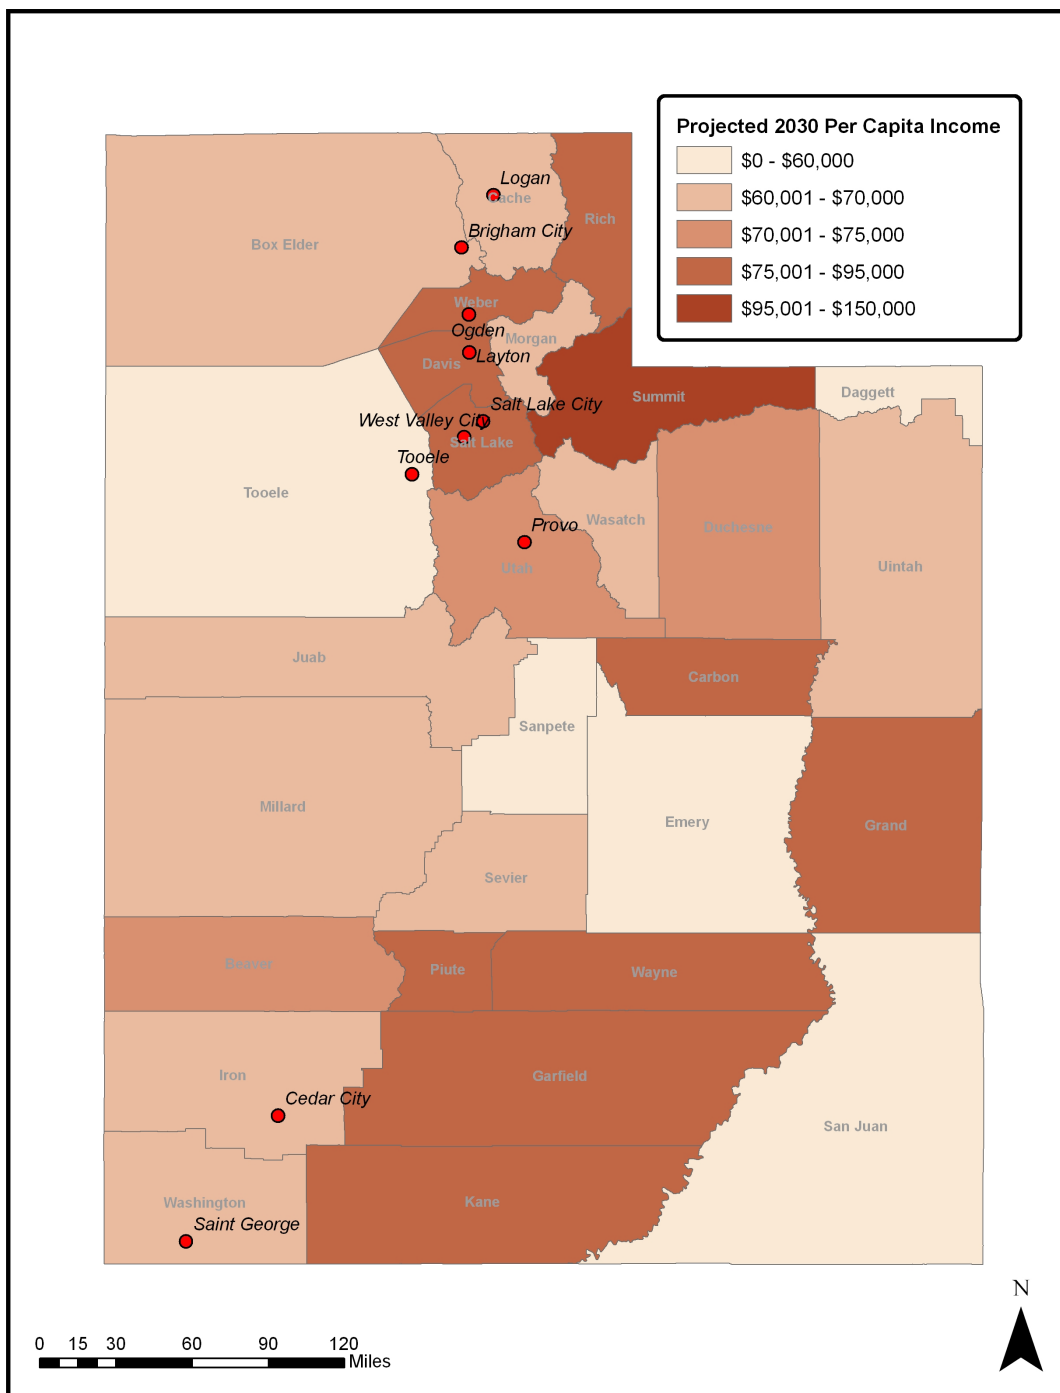 Projected 2030 Per Capita Income
$0 - $60,000
$60,001 - $70,000
$70,001 - $75,000
$75,001 - $95,000
$95,001 - $150,000
Logan
Cache
Rich
Brigham City
Box Elder
Weber
Ogden
Morgan
Layton
Davis
Summit
Daggett
Salt Lake City
West Valley City
Salt Lake
Tooele
Tooele
Wasatch
Provo
Duchesne
Utah
Uintah
Juab
Carbon
Sanpete
Millard
Emery
Grand
Sevier
Beaver
Piute
Wayne
Iron
Garfield
Cedar City
San Juan
Washington
Kane
Saint George
N
0 15 30 60 90 120
Miles